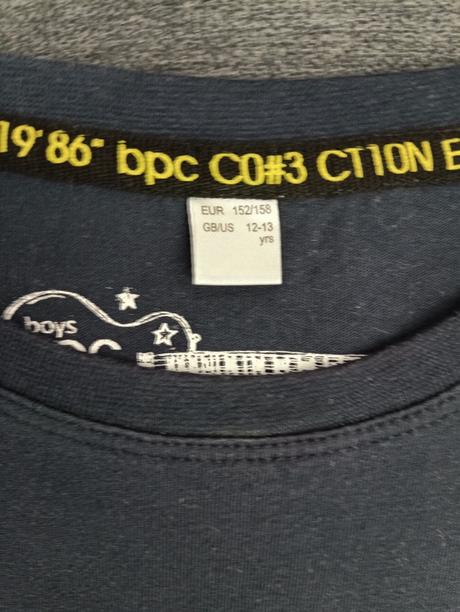 19'86" bpc C0#3 CT10N E
EUR 152/158
GB/US 12-13
yrs
boys